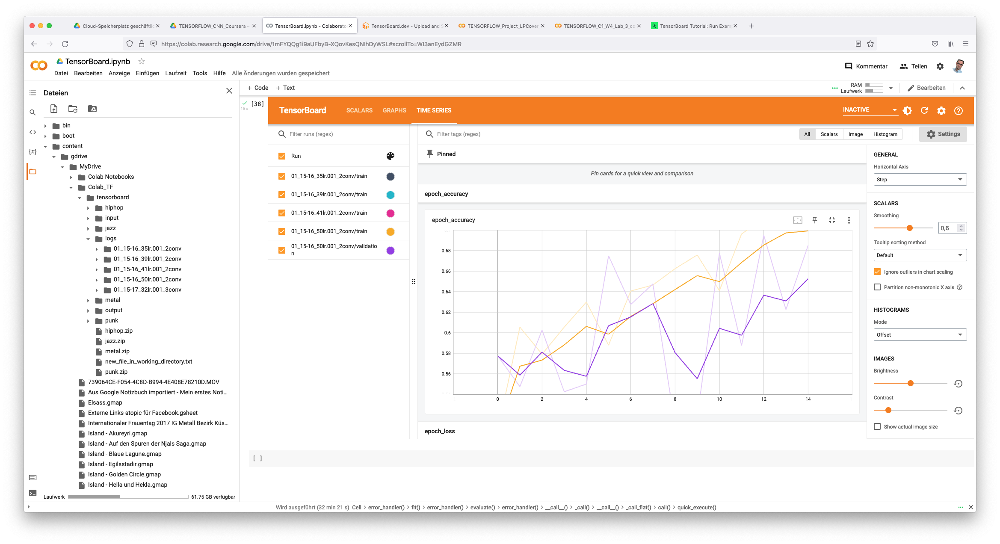 Cloud-Speicherplatz geschäftlic
TENSORFLOW_CNN_Coursera –
TensorBoard.ipynb - Colaborato
TensorBoard.dev - Upload and S
TENSORFLOW_Project_LPCover
TENSORFLOW_C1_W4_Lab_3_co
TensorBoard Tutorial: Run Exam
https://colab.research.google.com/drive/1mFYQQg1i9aUFbyB-XQovKesQNIhDyWSL#scrollTo=WI3anEydGZMR
TensorBoard.ipynb
Datei Bearbeiten Anzeige Einfügen Laufzeit Tools Hilfe Alle Änderungen wurden gespeichert
Kommentar
Teilen
Dateien
+ Code + Text
RAM
Laufwerk
Bearbeiten
bin
boot
content
gdrive
MyDrive
Colab Notebooks
Colab_TF
tensorboard
hiphop
input
jazz
logs
01_15-16_35lr.001_2conv
01_15-16_39lr.001_2conv
01_15-16_41lr.001_2conv
01_15-16_50lr.001_2conv
01_15-17_32lr.001_3conv
metal
output
punk
hiphop.zip
jazz.zip
metal.zip
new_file_in_working_directory.txt
punk.zip
739064CE-F054-4C8D-B994-4E408E78210D.MOV
Aus Google Notizbuch importiert - Mein erstes Noti...
Elsass.gmap
Externe Links atopic für Facebook.gsheet
Internationaler Frauentag 2017 IG Metall Bezirk Küs...
Island - Akureyri.gmap
Island - Auf den Spuren der Njals Saga.gmap
Island - Blaue Lagune.gmap
Island - Egilsstadir.gmap
Island - Golden Circle.gmap
Island - Hella und Hekla.gmap
Laufwerk 61.75 GB verfügbar
[38]
15 s
TensorBoard SCALARS GRAPHS TIME SERIES INACTIVE
Filter runs (regex)
Run
01_15-16_35lr.001_2conv/train
01_15-16_39lr.001_2conv/train
01_15-16_41lr.001_2conv/train
01_15-16_50lr.001_2conv/train
01_15-16_50lr.001_2conv/validatio
n
Filter tags (regex)
All Scalars Image Histogram
Settings
Pinned
Pin cards for a quick view and comparison
epoch_accuracy
epoch_accuracy
0.68
0.66
0.64
0.62
0.6
0.58
0.56
0 2 4 6 8 10 12 14
epoch_loss
GENERAL
Horizontal Axis
Step
SCALARS
Smoothing
0,6
Tooltip sorting method
Default
Ignore outliers in chart scaling
Partition non-monotonic X axis
HISTOGRAMS
Mode
Offset
IMAGES
Brightness
Contrast
Show actual image size
[ ]
Wird ausgeführt (32 min 21 s) Cell > error_handler() > fit() > error_handler() > evaluate() > error_handler() > __call__() > _call() > __call__() > _call_flat() > call() > quick_execute()